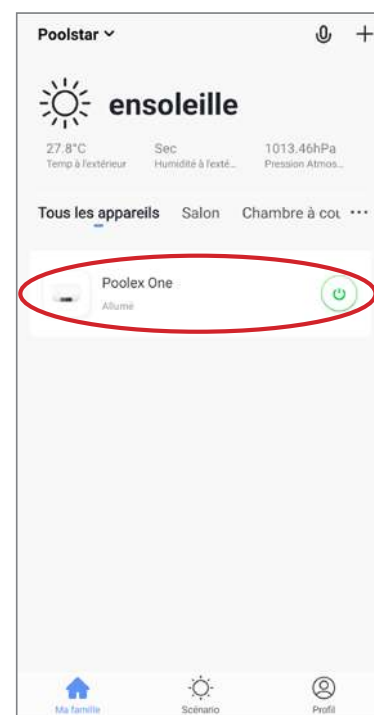 Poolstar
ensoleille
27.8°C Sec 1013.46hPa
Temp à l'extérieur Humidité à l'exté... Pression Atmos...
Tous les appareils Salon Chambre à cou ...
Poolex One
Allumé
Ma famille Scénario Profil